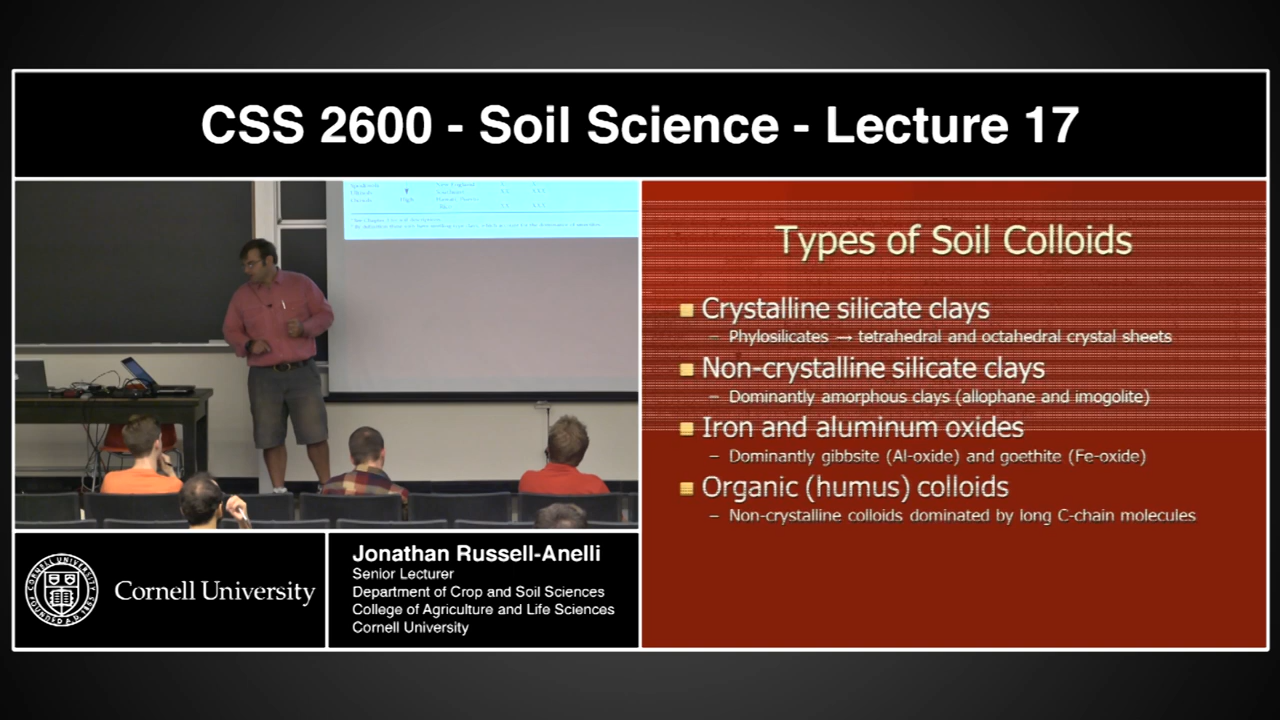 CSS 2600 - Soil Science - Lecture 17
Types of Soil Colloids
Crystalline silicate clays
– Phylosilicates → tetrahedral and octahedral crystal sheets
Non-crystalline silicate clays
– Dominantly amorphous clays (allophane and imogolite)
Iron and aluminum oxides
– Dominantly gibbsite (Al-oxide) and goethite (Fe-oxide)
Organic (humus) colloids
– Non-crystalline colloids dominated by long C-chain molecules
Cornell University
Jonathan Russell-Anelli
Senior Lecturer
Department of Crop and Soil Sciences
College of Agriculture and Life Sciences
Cornell University